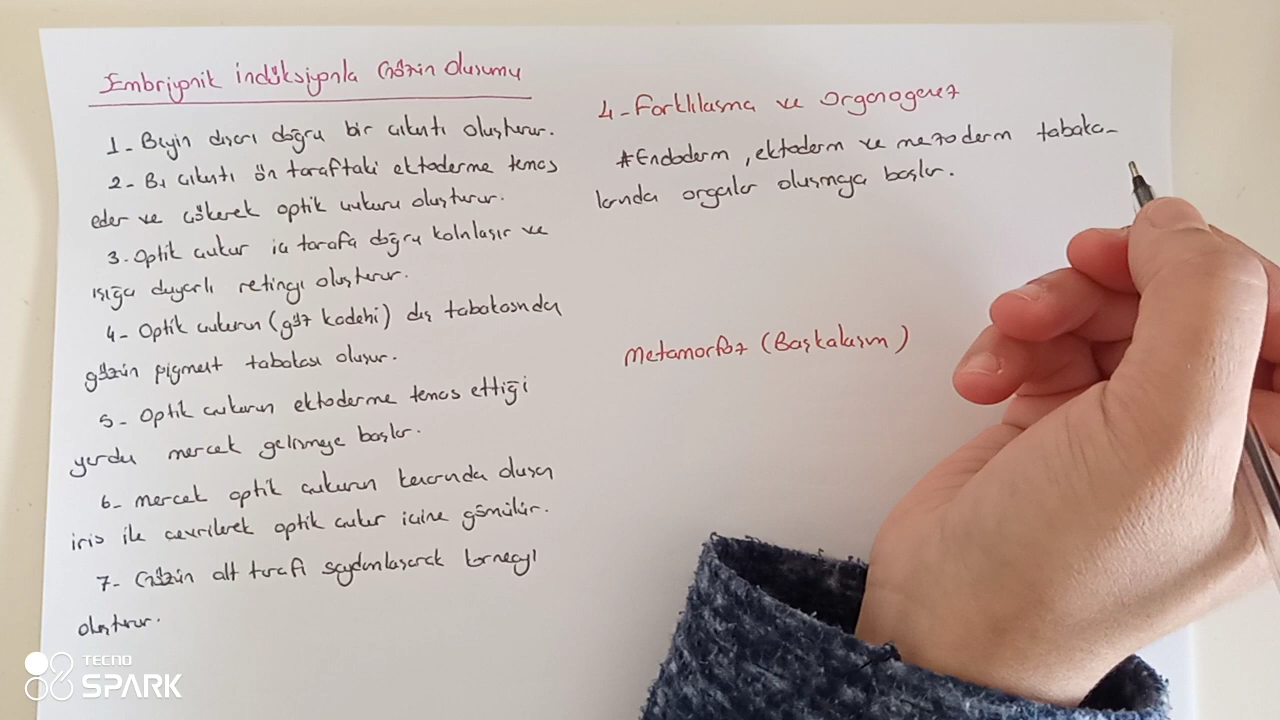 Embriyonik İndüksiyonla Gözün Oluşumu
1- Beyin dışarı doğru bir çıkıntı oluşturur.
2- Bu çıkıntı ön taraftaki ektoderme temas
eder ve çökerek optik çukuru oluşturur.
3- Optik çukur iç tarafa doğru kalınlaşır ve
ışığa duyarlı retinayı oluşturur.
4- Optik çukurun (göz kadehi) dış tabakasında
gözün pigment tabakası oluşur.
5- Optik çukurun ektoderme temas ettiği
yerde mercek gelişmeye başlar.
6- mercek optik çukurun kenarında oluşan
iris ile çevrilerek optik çukur içine gömülür.
7- Gözün alt tarafı saydamlaşarak korneayı
oluşturur.
4- Farklılaşma ve Organogenez
*Endoderm, ektoderm ve mezoderm tabaka-
larında organlar oluşmaya başlar.
Metamorfoz (Başkalaşım)
TECNO
SPARK